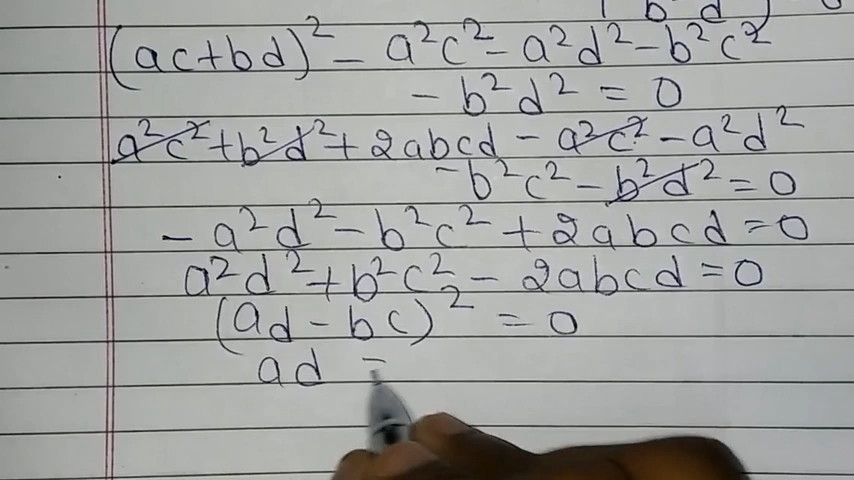 b d
(ac+bd)² - a²c² - a²d² - b²c²
- b²d² = 0
a²c² + b²d² + 2abcd - a²c² - a²d²
- b²c² - b²d² = 0
- a²d² - b²c² + 2abcd = 0
a²d² + b²c² - 2abcd = 0
(ad - bc)² = 0
ad =